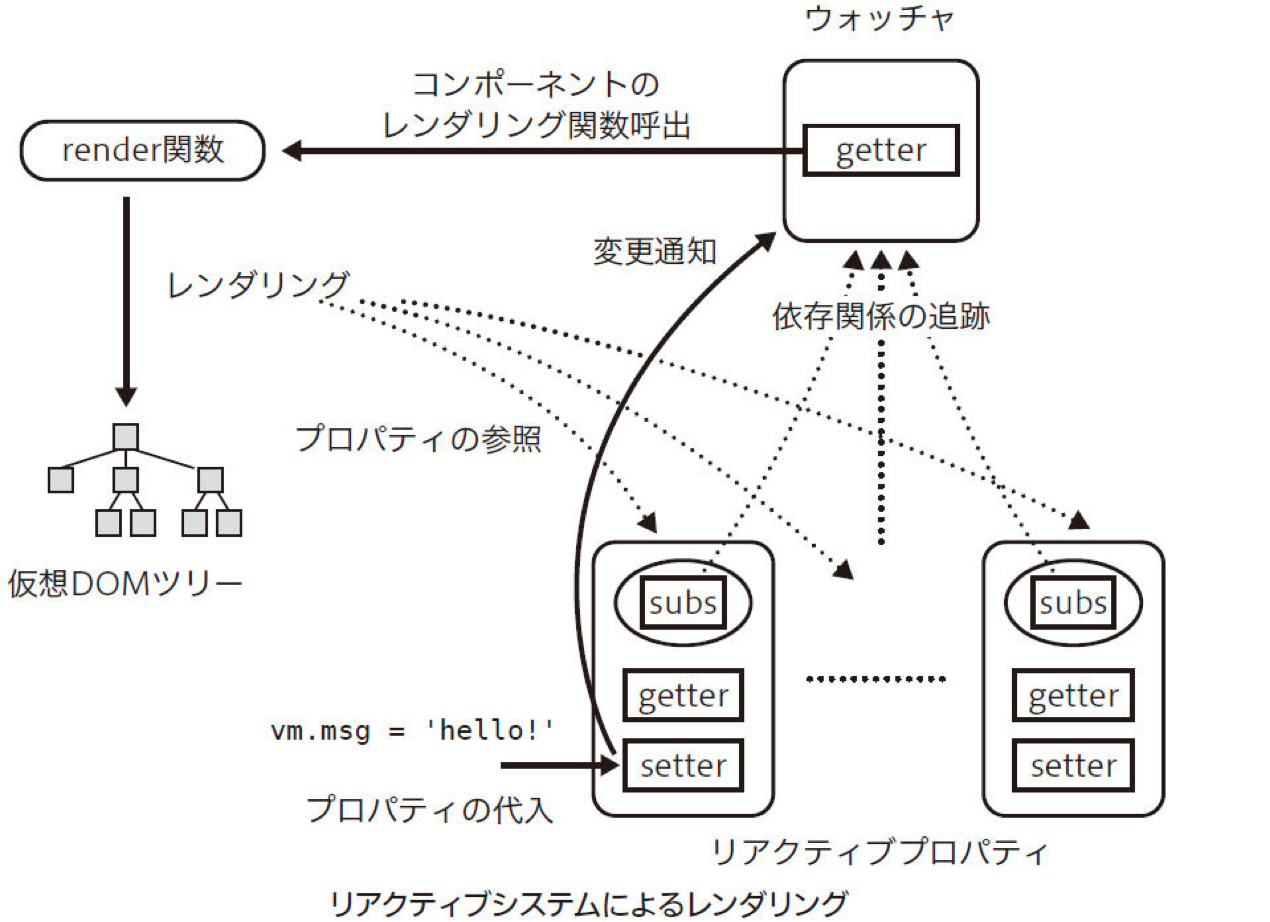 ウォッチャ
コンポーネントの
レンダリング関数呼出
render関数
getter
変更通知
レンダリング
依存関係の追跡
プロパティの参照
仮想DOMツリー
subs
subs
getter
getter
vm.msg = 'hello!'
setter
setter
プロパティの代入
リアクティブプロパティ
リアクティブシステムによるレンダリング